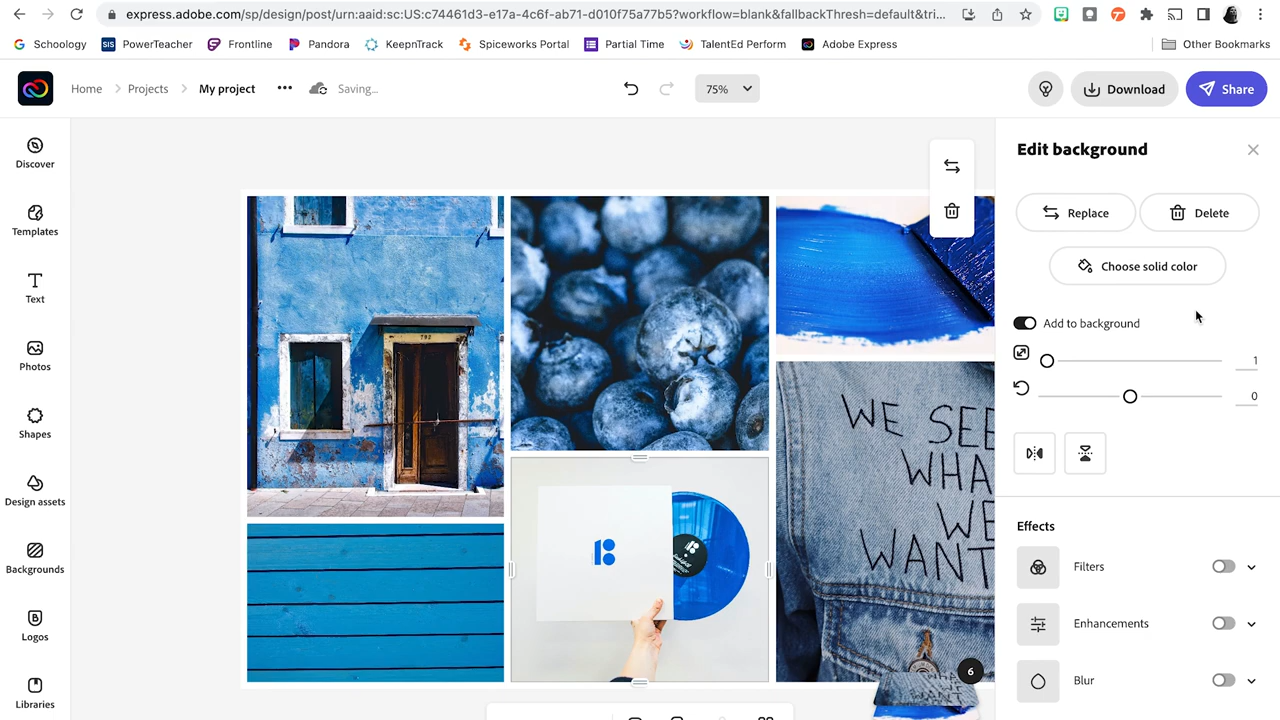 express.adobe.com/sp/design/post/urn:aaid:sc:US:c74461d3-e17a-4c6f-ab71-d010f75a77b5?workflow=blank&fallbackThresh=default&tri...
Schoology
SIS
PowerTeacher
Frontline
Pandora
KeepnTrack
Spiceworks Portal
Partial Time
TalentEd Perform
Adobe Express
Other Bookmarks
Home
Projects
My project
Saving...
75%
Download
Share
Discover
Templates
Text
Photos
Shapes
Design assets
Backgrounds
Logos
Libraries
792
WE SEE
WHA
WE
WANT
6
Edit background
Replace
Delete
Choose solid color
Add to background
1
0
Effects
Filters
Enhancements
Blur